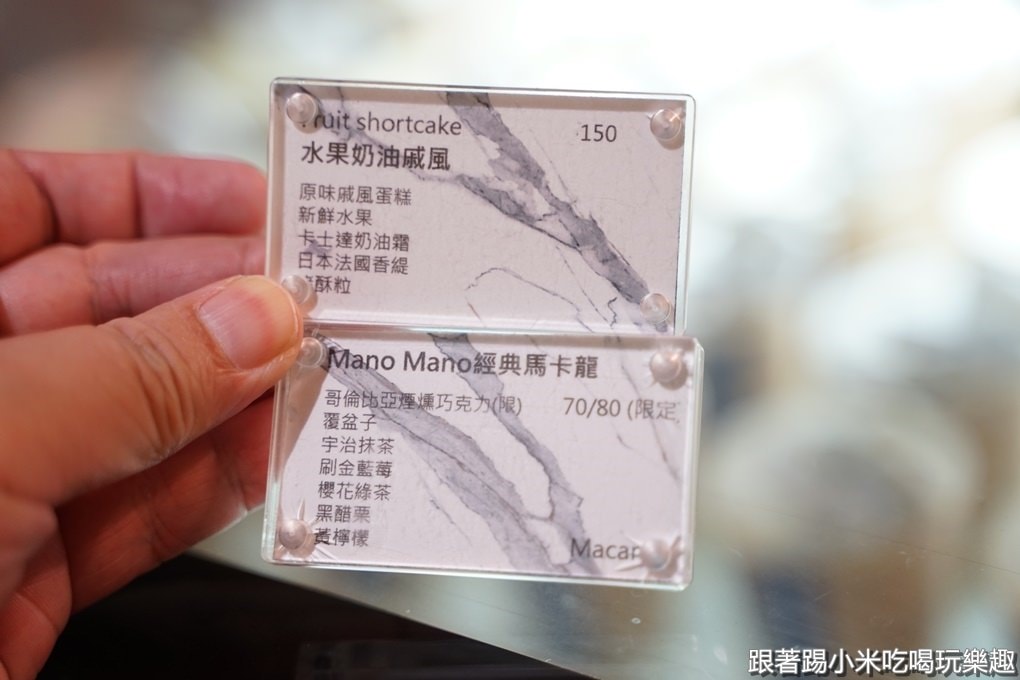 Fruit shortcake 150
水果奶油戚風
原味戚風蛋糕
新鮮水果
卡士達奶油霜
日本法國香緹
酥粒
Mano Mano經典馬卡龍
哥倫比亞煙燻巧克力(限) 70/80 (限定
覆盆子
宇治抹茶
刷金藍莓
櫻花綠茶
黑醋栗
黃檸檬
Macar
跟著踢小米吃喝玩樂趣